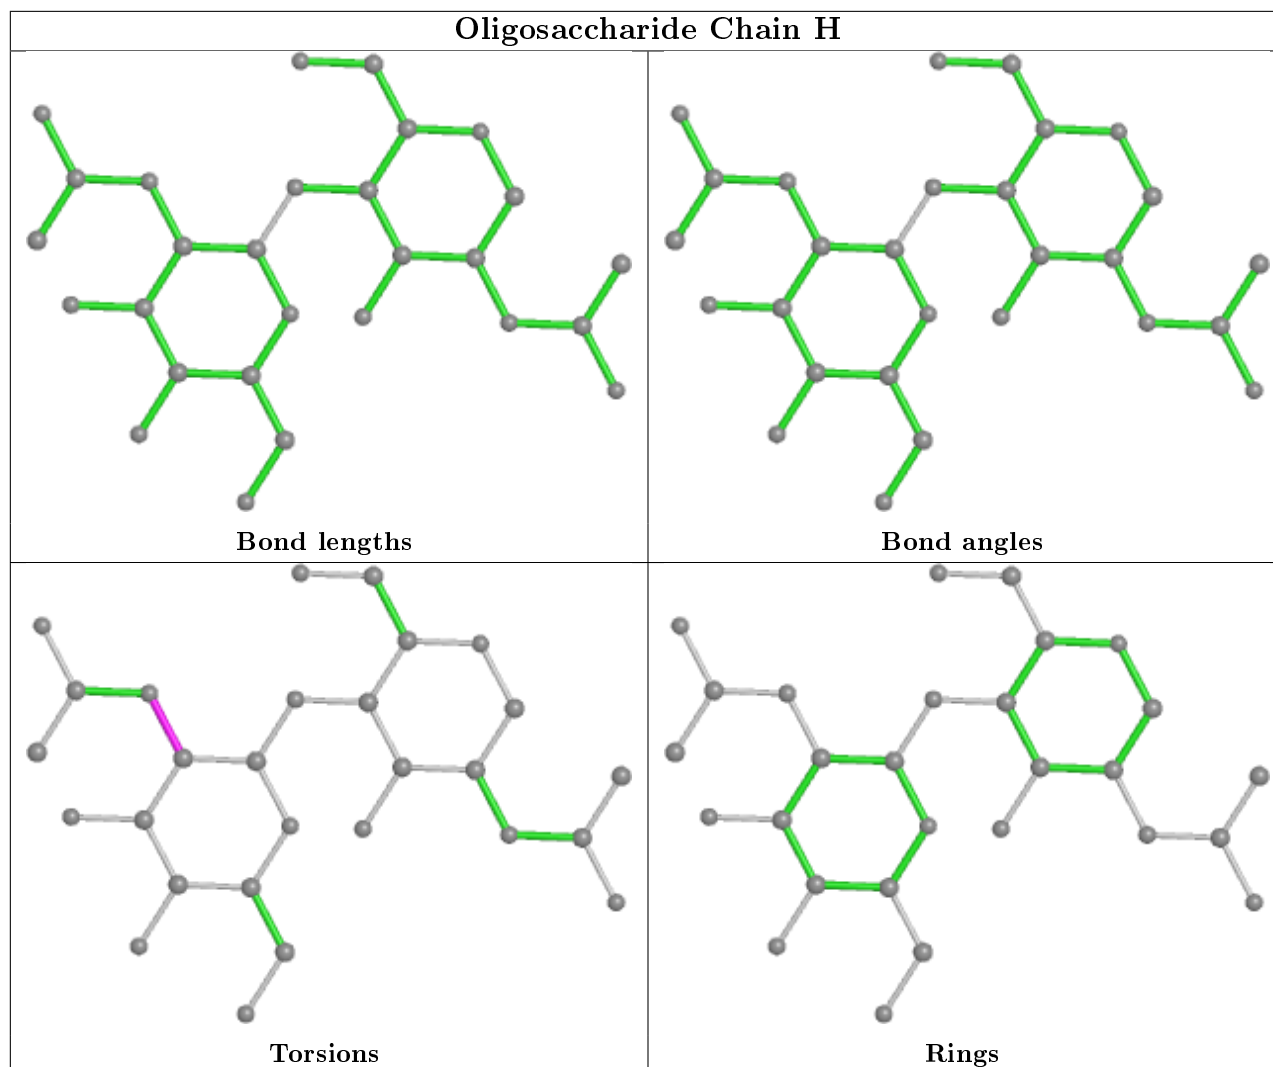 Oligosaccharide Chain H
Bond lengths
Bond angles
Torsions
Rings